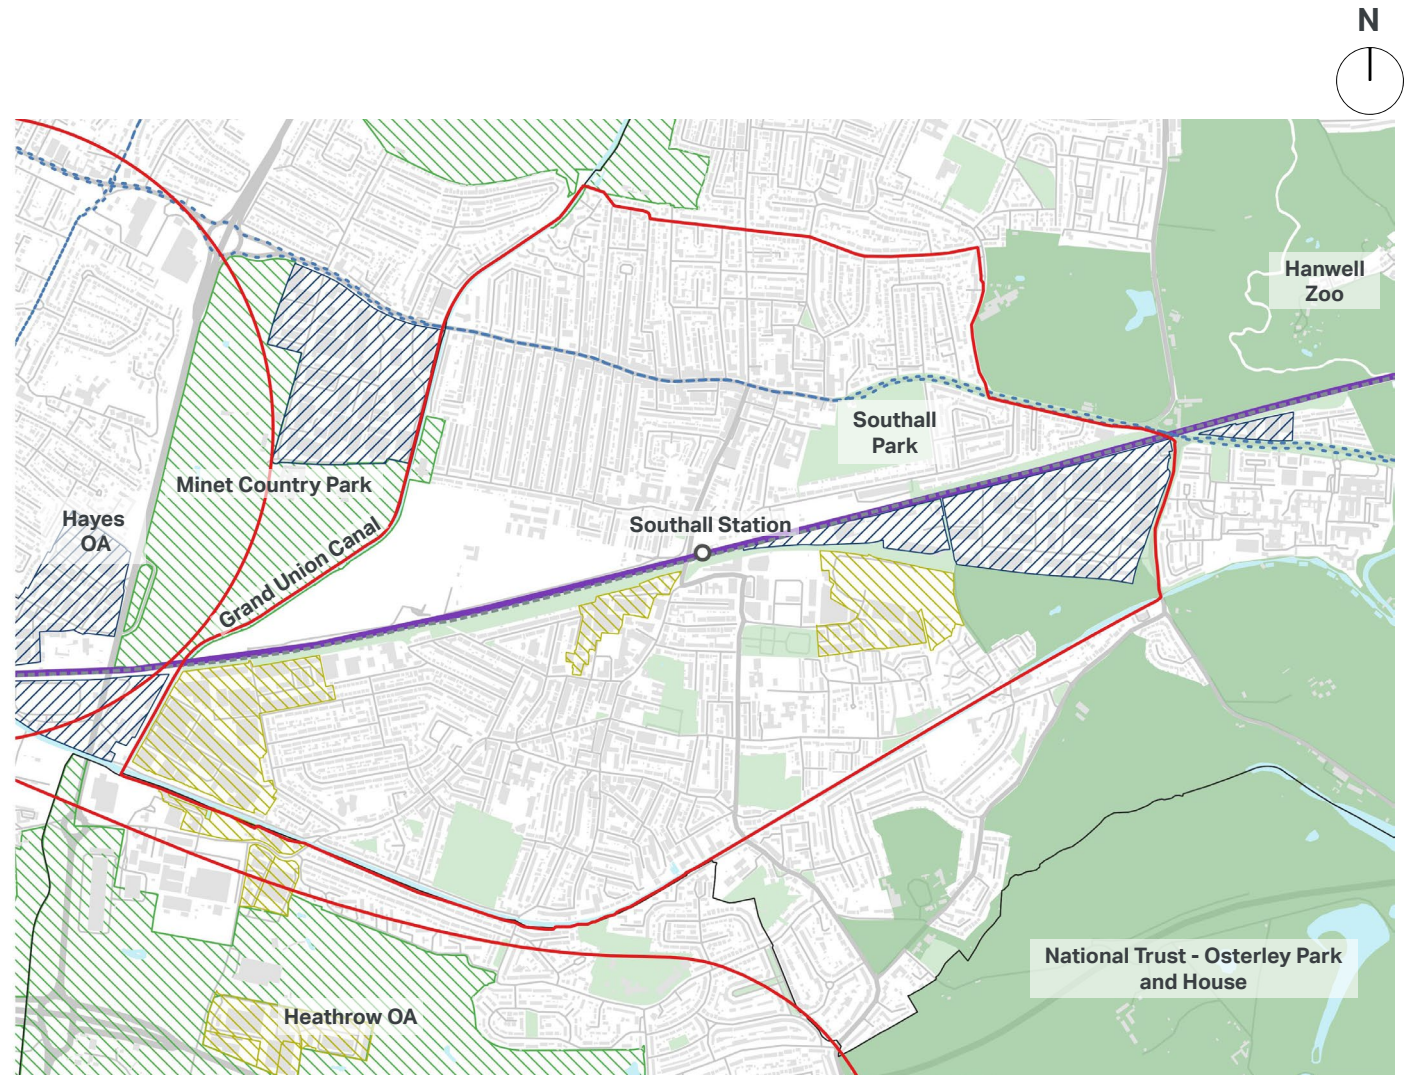 N
Hanwell
Zoo
Southall
Park
Minet Country Park
Hayes
OA
Southall Station
Grand Union Canal
National Trust - Osterley Park
and House
Heathrow OA